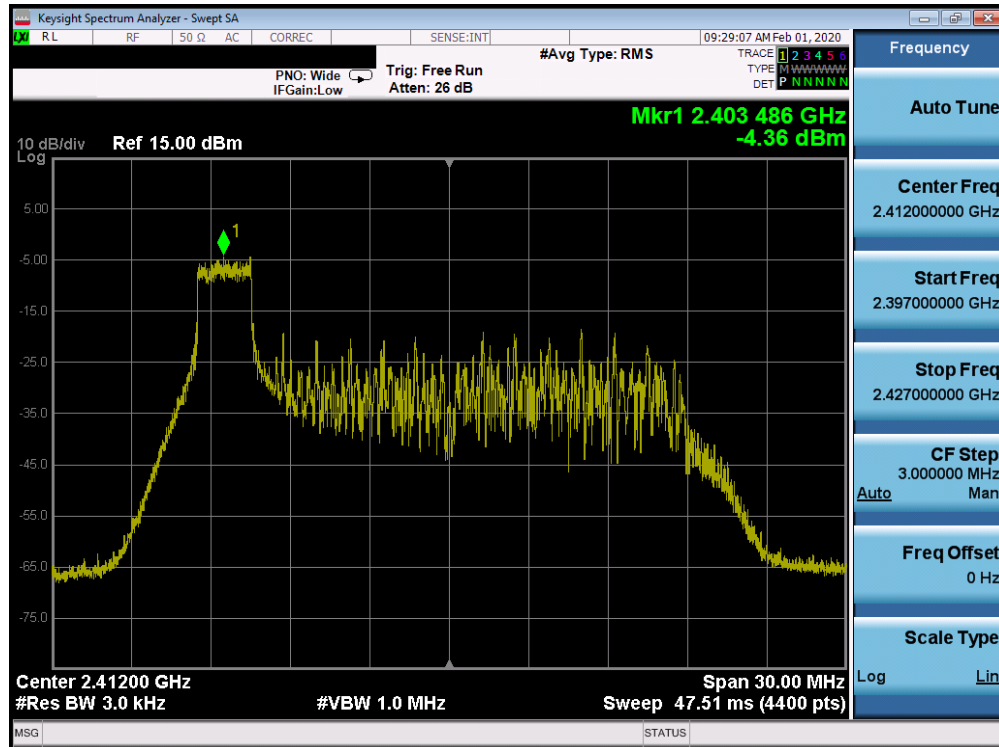 Keysight Spectrum Analyzer - Swept SA
LXI RL RF 50 Ω AC CORREC SENSE:INT 09:29:07 AM Feb 01, 2020
#Avg Type: RMS TRACE 1 2 3 4 5 6
PNO: Wide Trig: Free Run TYPE M WWWWW
IFGain:Low Atten: 26 dB DET P N N N N N
Mkr1 2.403 486 GHz
-4.36 dBm
10 dB/div Ref 15.00 dBm
Log
5.00
1
-5.00
-15.0
-25.0
-35.0
-45.0
-55.0
-65.0
-75.0
Center 2.41200 GHz Span 30.00 MHz
#Res BW 3.0 kHz #VBW 1.0 MHz Sweep 47.51 ms (4400 pts)
MSG STATUS
Frequency
Auto Tune
Center Freq
2.412000000 GHz
Start Freq
2.397000000 GHz
Stop Freq
2.427000000 GHz
CF Step
3.000000 MHz
Auto Man
Freq Offset
0 Hz
Scale Type
Log Lin